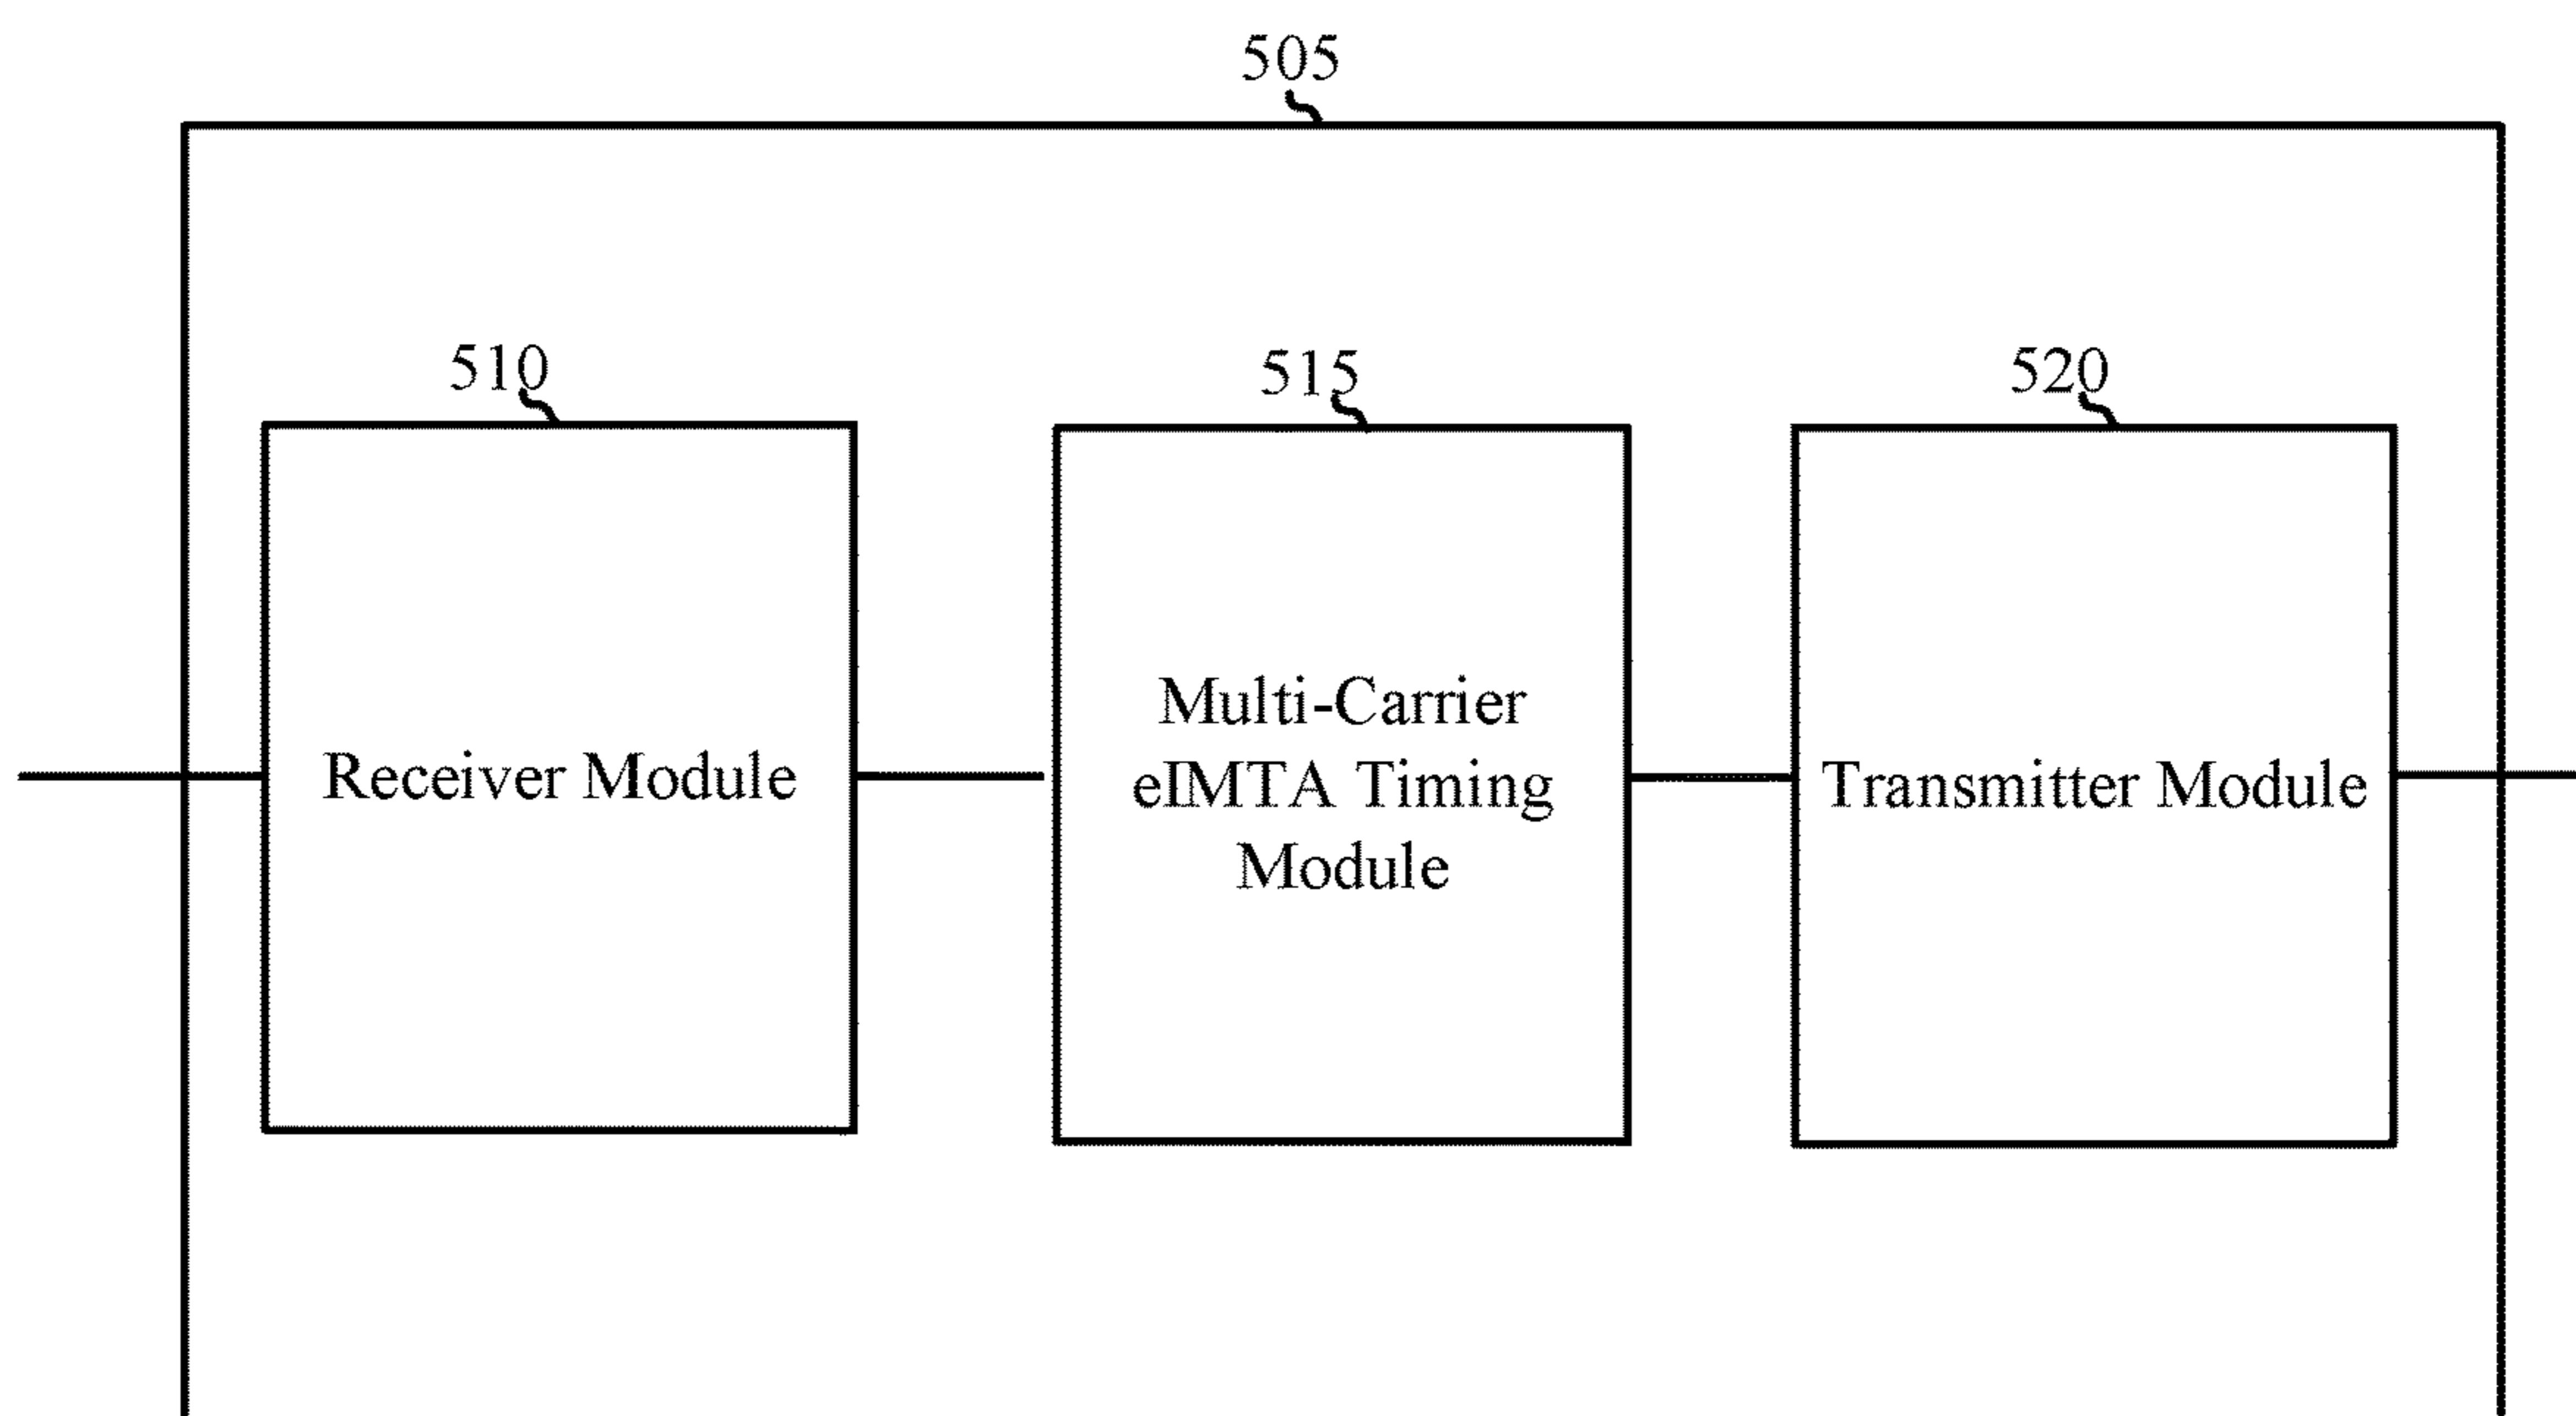 505
510
515
520
Receiver Module
Multi-Carrier
eIMTA Timing
Module
Transmitter Module